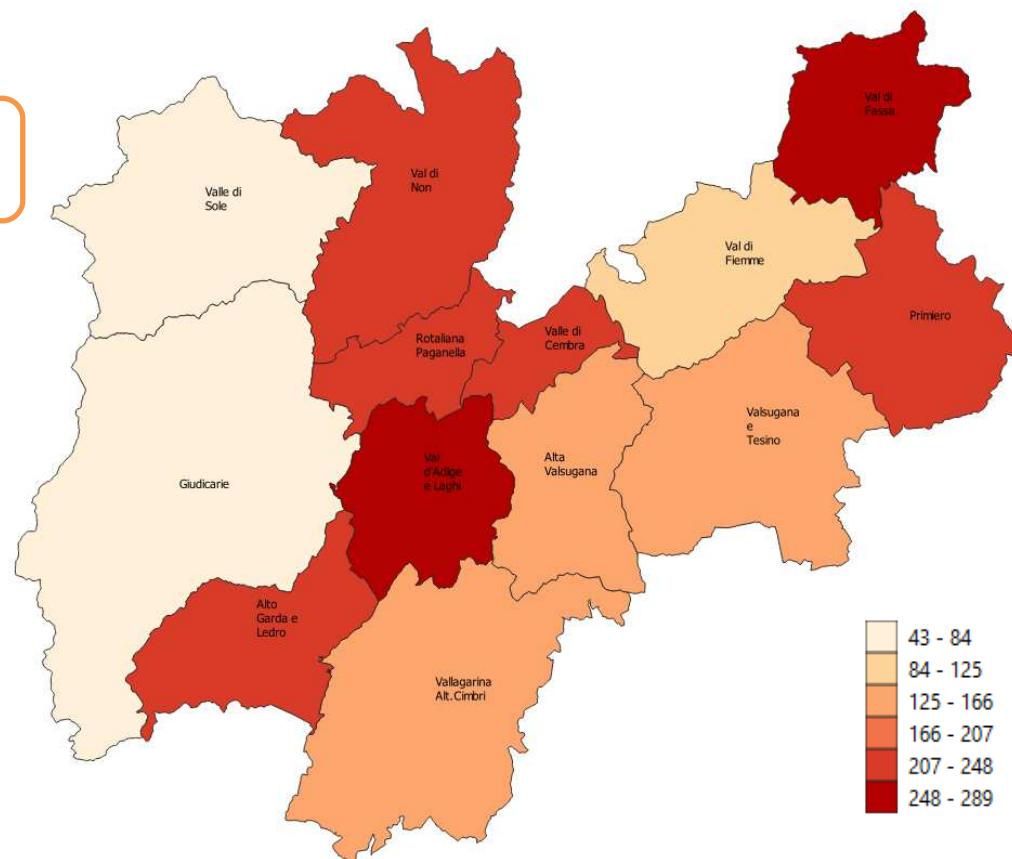 Val di
Fassa
Val di
Non
Valle di
Sole
Val di
Fiemme
Primiero
Rotaliana
Paganella
Valle di
Cembra
Valsugana
e
Tesino
Val
d'Adige
e Laghi
Alta
Valsugana
Giudicarie
Alto
Garda e
Ledro
Vallagarina
Alt.Cimbri
43 - 84
84 - 125
125 - 166
166 - 207
207 - 248
248 - 289